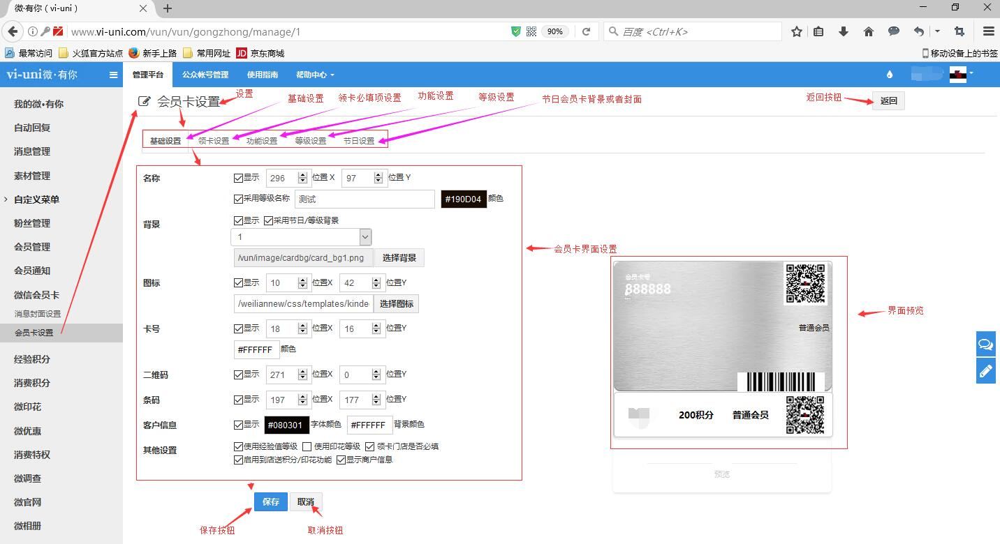 微·有你（vi-uni）
www.vi-uni.com/vun/vun/gongzhong/manage/1
90%
百度 <Ctrl+K>
最常访问 火狐官方站点 新手上路 常用网址 JD 京东商城
移动设备上的书签
vi-uni微·有你
管理平台 公众帐号管理 使用指南 帮助中心
我的微•有你
自动回复
消息管理
素材管理
自定义菜单
粉丝管理
会员管理
会员通知
微信会员卡
消息封面设置
会员卡设置
经验积分
消费积分
微印花
微优惠
消费特权
微调查
微官网
微相册
会员卡设置
设置
基础设置 领卡必填项设置 功能设置 等级设置 节日会员卡背景或者封面
返回按钮
返回
基础设置 领卡设置 功能设置 等级设置 节日设置
名称 显示 296 位置 X 97 位置 Y
采用等级名称 测试 #190D04 颜色
背景 显示 采用节日/等级背景
1
/vun/image/cardbg/card_bg1.png 选择背景
图标 显示 10 位置X 42 位置Y
/weiliannew/css/templates/kinde 选择图标
卡号 显示 18 位置X 16 位置Y
#FFFFFF 颜色
二维码 显示 271 位置X 0 位置Y
条码 显示 197 位置X 177 位置Y
客户信息 显示 #080301 字体颜色 #FFFFFF 背景颜色
其他设置 使用经验值等级 使用印花等级 领卡门店是否必填
启用到店送积分/印花功能 显示商户信息
保存 取消
保存按钮 取消按钮
会员卡界面设置
会员卡号
888888
普通会员
200积分 普通会员
预览
界面预览